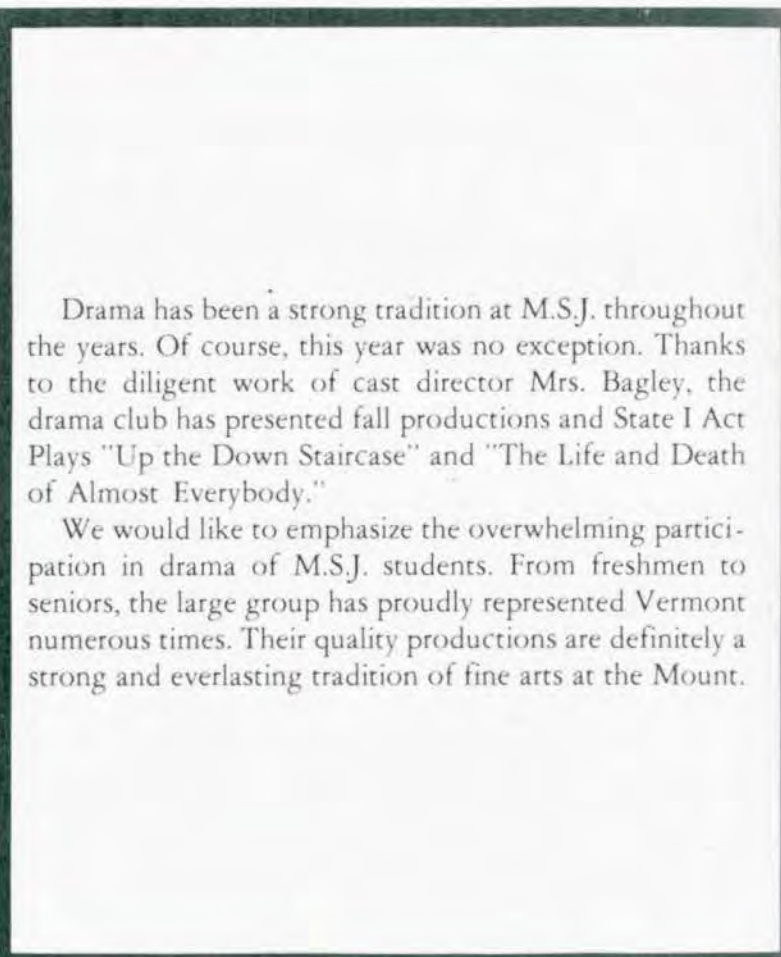 Drama has been a strong tradition at M.S.J. throughout
the years. Of course, this year was no exception. Thanks
to the diligent work of cast director Mrs. Bagley, the
drama club has presented fall productions and State I Act
Plays "Up the Down Staircase" and "The Life and Death
of Almost Everybody."
We would like to emphasize the overwhelming partici-
pation in drama of M.S.J. students. From freshmen to
seniors, the large group has proudly represented Vermont
numerous times. Their quality productions are definitely a
strong and everlasting tradition of fine arts at the Mount.